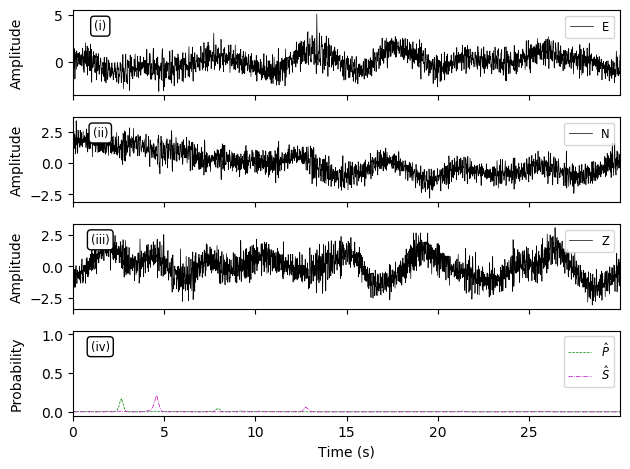 5
0
Amplitude
(i)
E
2.5
0.0
−2.5
Amplitude
(ii)
N
2.5
0.0
−2.5
Amplitude
(iii)
Z
1.0
0.5
0.0
Probability
(iv)
P̂
Ŝ
0 5 10 15 20 25
Time (s)